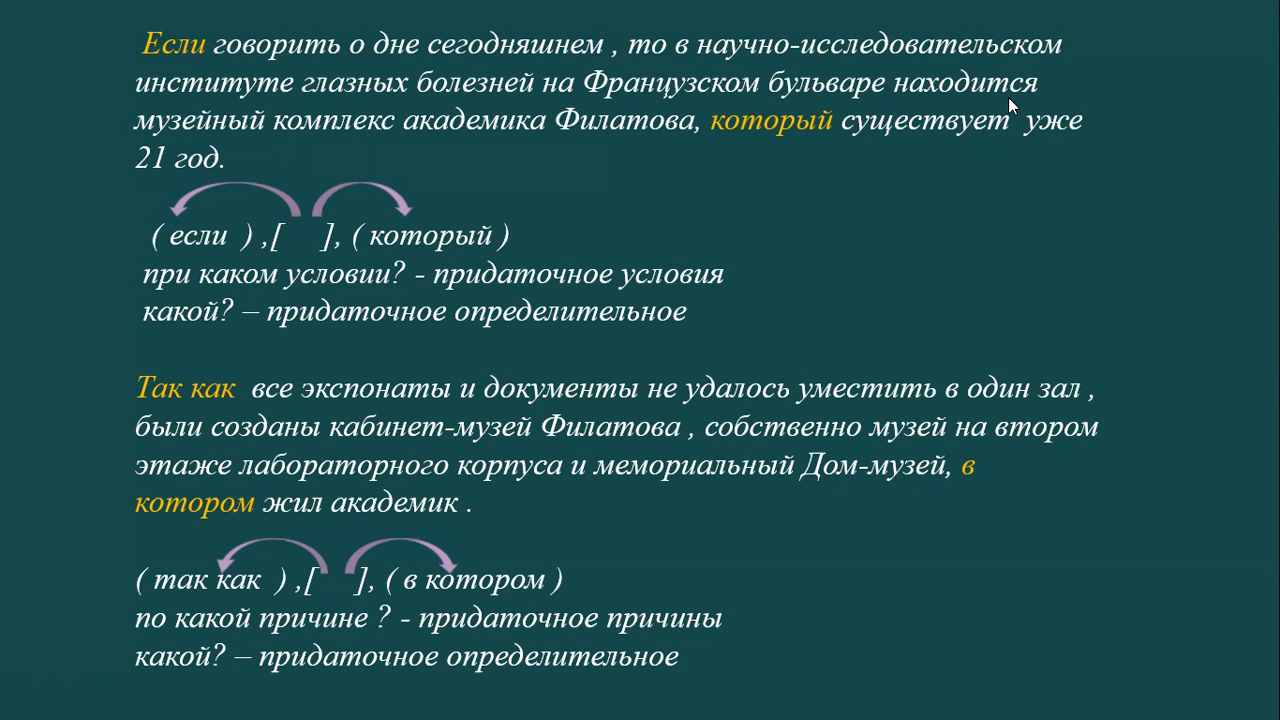 Если говорить о дне сегодняшнем , то в научно-исследовательском
институте глазных болезней на Французском бульваре находится
музейный комплекс академика Филатова, который существует уже
21 год.
( если ) ,[ ], ( который )
при каком условии? - придаточное условия
какой? – придаточное определительное
Так как все экспонаты и документы не удалось уместить в один зал ,
были созданы кабинет-музей Филатова , собственно музей на втором
этаже лабораторного корпуса и мемориальный Дом-музей, в
котором жил академик .
( так как ) ,[ ], ( в котором )
по какой причине ? - придаточное причины
какой? – придаточное определительное